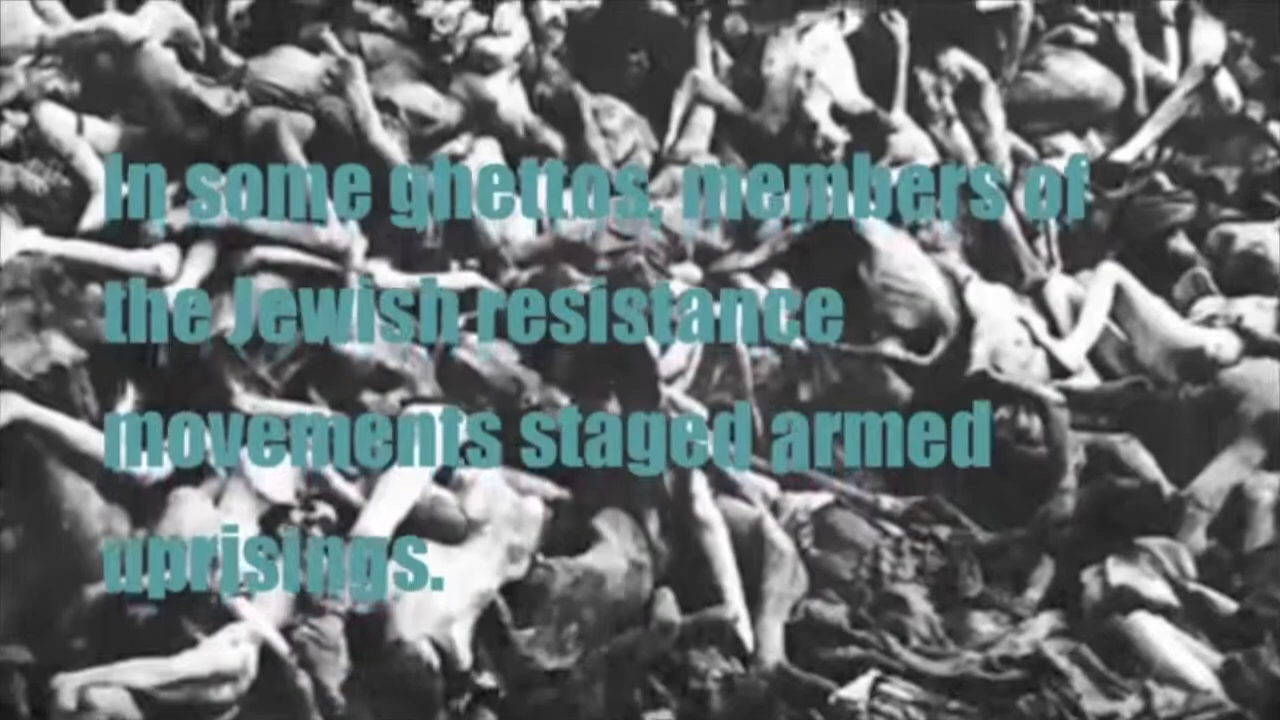 In some ghettos, members of
the Jewish resistance
movements staged armed
uprisings.